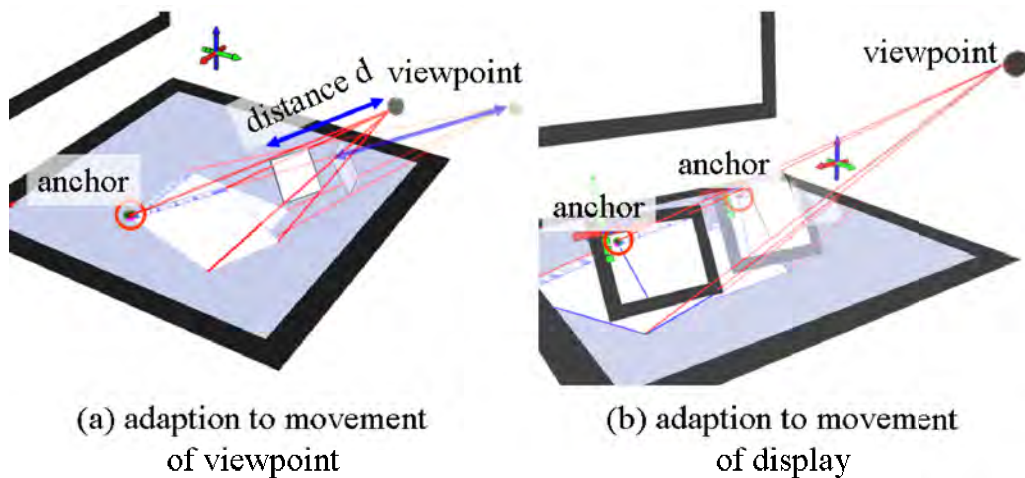 distance d
viewpoint
anchor
(a) adaption to movement
of viewpoint
viewpoint
anchor
anchor
(b) adaption to movement
of display